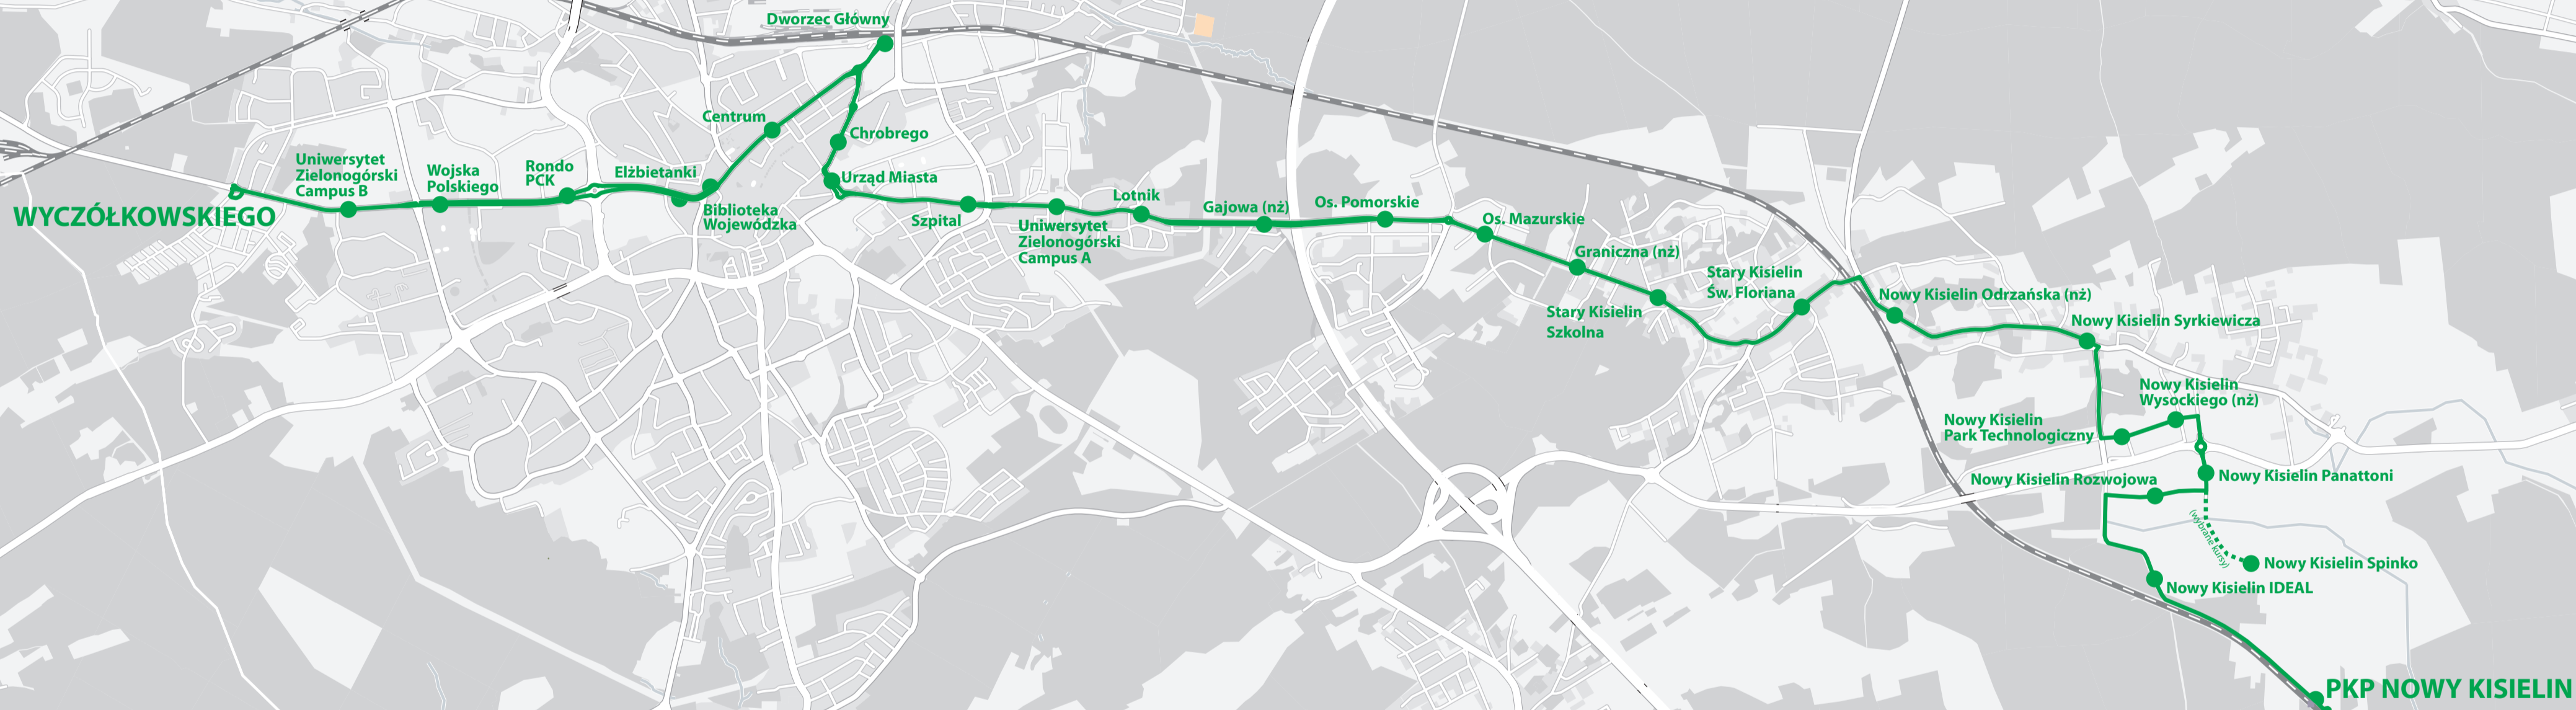 Dworzec Główny
Centrum
Chrobrego
Uniwersytet
Zielonogórski
Campus B
Wojska
Polskiego
Rondo
PCK
Elżbietanki
Urząd Miasta
WYCZÓŁKOWSKIEGO
Biblioteka
Wojewódzka
Szpital
Uniwersytet
Zielonogórski
Campus A
Lotnik
Gajowa (nż)
Os. Pomorskie
Os. Mazurskie
Graniczna (nż)
Stary Kisielin
Szkolna
Stary Kisielin
Św. Floriana
Nowy Kisielin Odrzańska (nż)
Nowy Kisielin Syrkiewicza
Nowy Kisielin
Park Technologiczny
Nowy Kisielin
Wysockiego (nż)
Nowy Kisielin Panattoni
Nowy Kisielin Rozwojowa
(wybrane kursy)
Nowy Kisielin Spinko
Nowy Kisielin IDEAL
PKP NOWY KISIELIN